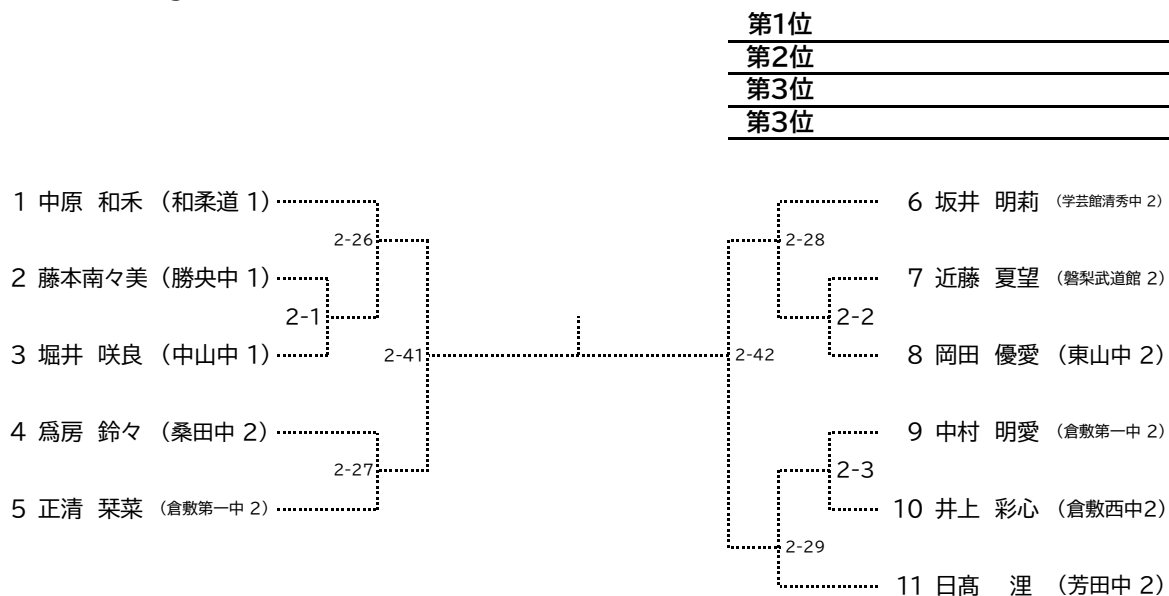 第1位
第2位
第3位
第3位
1 中原 和禾 (和柔道 1)
2-26
2 藤本南々美 (勝央中 1)
2-1
3 堀井 咲良 (中山中 1)
2-41
4 爲房 鈴々 (桑田中 2)
2-27
5 正清 栞菜 (倉敷第一中 2)
6 坂井 明莉 (学芸館清秀中 2)
2-28
7 近藤 夏望 (磐梨武道館 2)
2-2
8 岡田 優愛 (東山中 2)
2-42
9 中村 明愛 (倉敷第一中 2)
2-3
10 井上 彩心 (倉敷西中2)
2-29
11 日髙 浬 (芳田中 2)